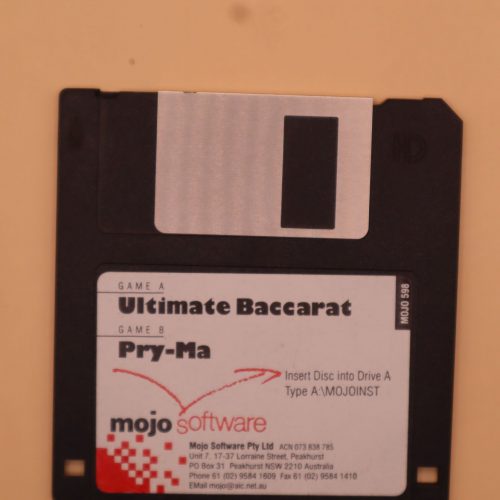 HD
GAME A
Ultimate Baccarat
MOJO 598
GAME B
Pry-Ma
Insert Disc into Drive A
Type A:\MOJOINST
mojo software
Mojo Software Pty Ltd ACN 073 838 785
Unit 7, 17-37 Lorraine Street, Peakhurst
PO Box 31 Peakhurst NSW 2210 Australia
Phone 61 (02) 9584 1609 Fax 61 (02) 9584 1410
EMail mojo@aic.net.au